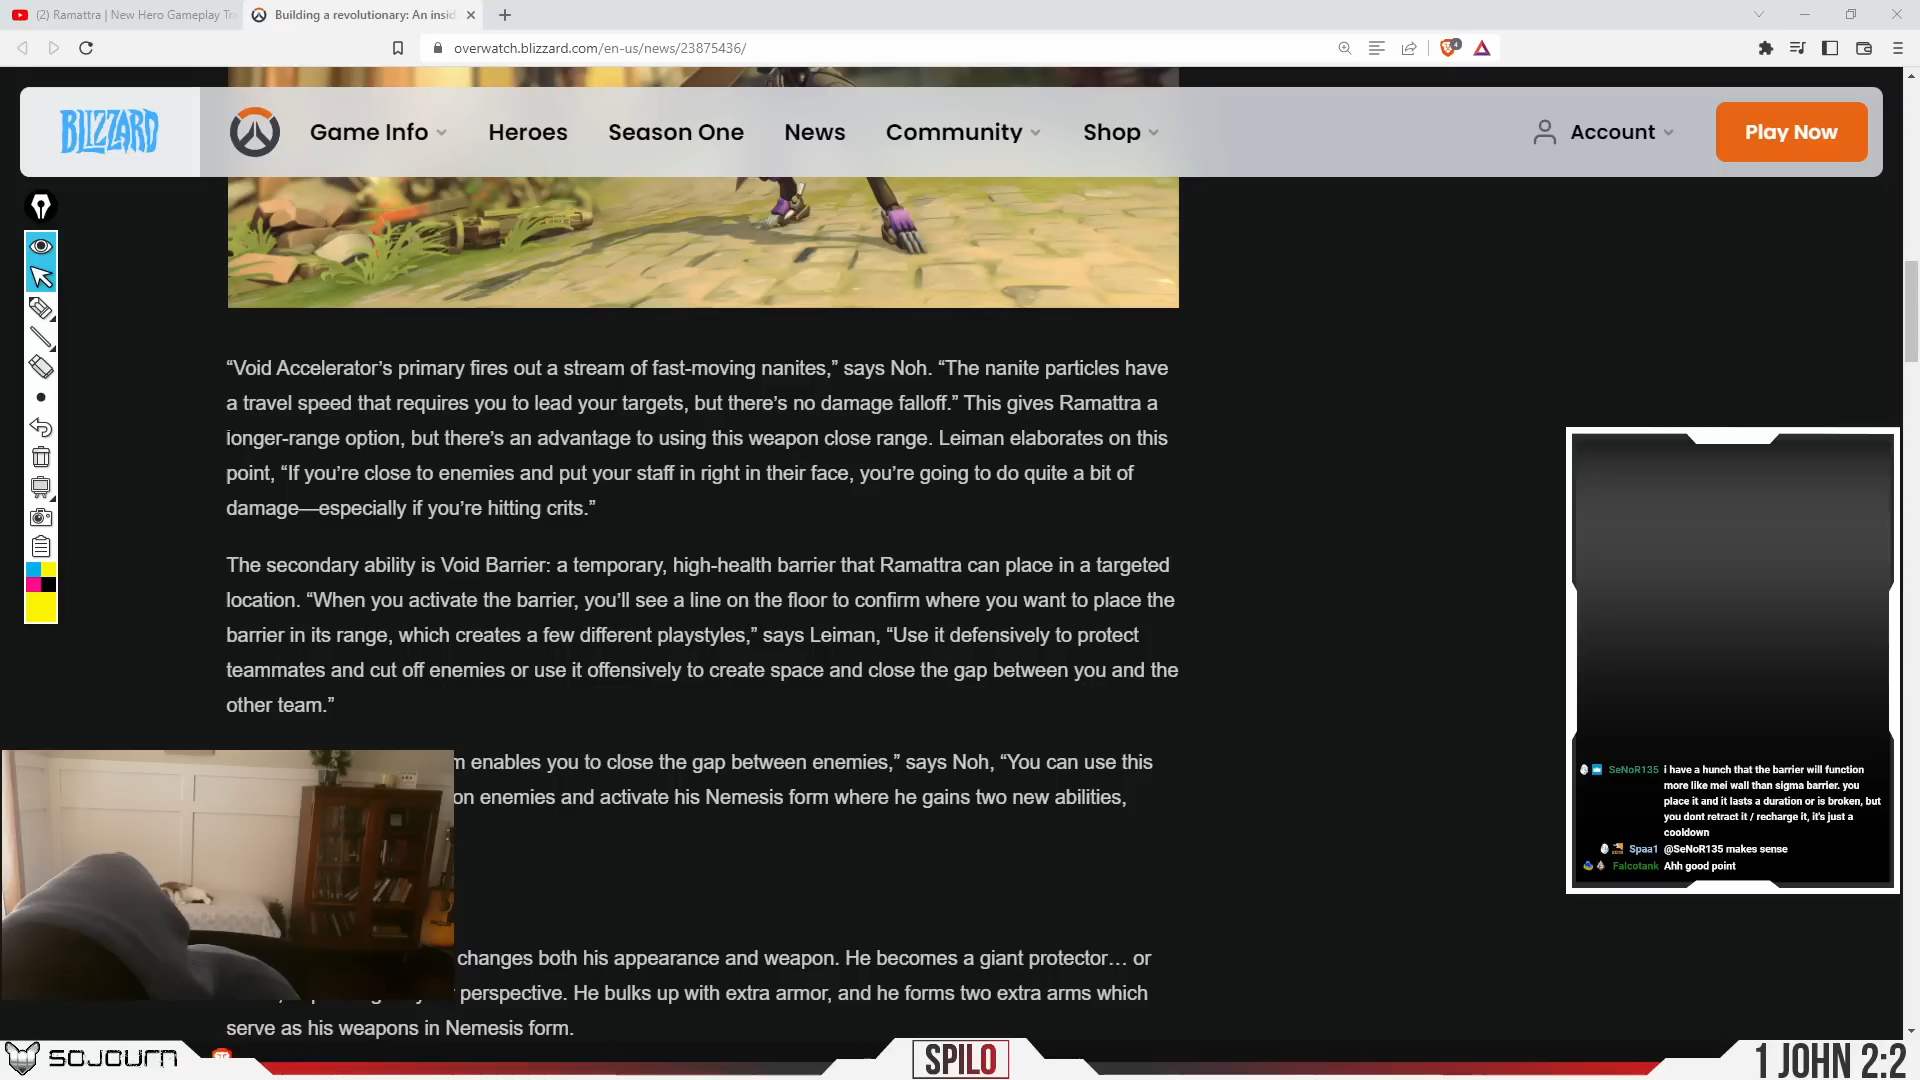 (2) Ramattra | New Hero Gameplay Tr
Building a revolutionary: An insid
overwatch.blizzard.com/en-us/news/23875436/
4
BLIZZARD
Game Info
Heroes
Season One
News
Community
Shop
Account
Play Now
“Void Accelerator’s primary fires out a stream of fast-moving nanites,” says Noh. “The nanite particles have
a travel speed that requires you to lead your targets, but there’s no damage falloff.” This gives Ramattra a
longer-range option, but there’s an advantage to using this weapon close range. Leiman elaborates on this
point, “If you’re close to enemies and put your staff in right in their face, you’re going to do quite a bit of
damage—especially if you’re hitting crits.”
The secondary ability is Void Barrier: a temporary, high-health barrier that Ramattra can place in a targeted
location. “When you activate the barrier, you’ll see a line on the floor to confirm where you want to place the
barrier in its range, which creates a few different playstyles,” says Leiman, “Use it defensively to protect
teammates and cut off enemies or use it offensively to create space and close the gap between you and the
other team.”
m enables you to close the gap between enemies,” says Noh, “You can use this
on enemies and activate his Nemesis form where he gains two new abilities,
changes both his appearance and weapon. He becomes a giant protector… or
perspective. He bulks up with extra armor, and he forms two extra arms which
serve as his weapons in Nemesis form.
SeNoR135 i have a hunch that the barrier will function
more like mei wall than sigma barrier. you
place it and it lasts a duration or is broken, but
you dont retract it / recharge it, it's just a
cooldown
Spaa1 @SeNoR135 makes sense
Falcotank Ahh good point
SOJOURN
SPILO
1 JOHN 2:2